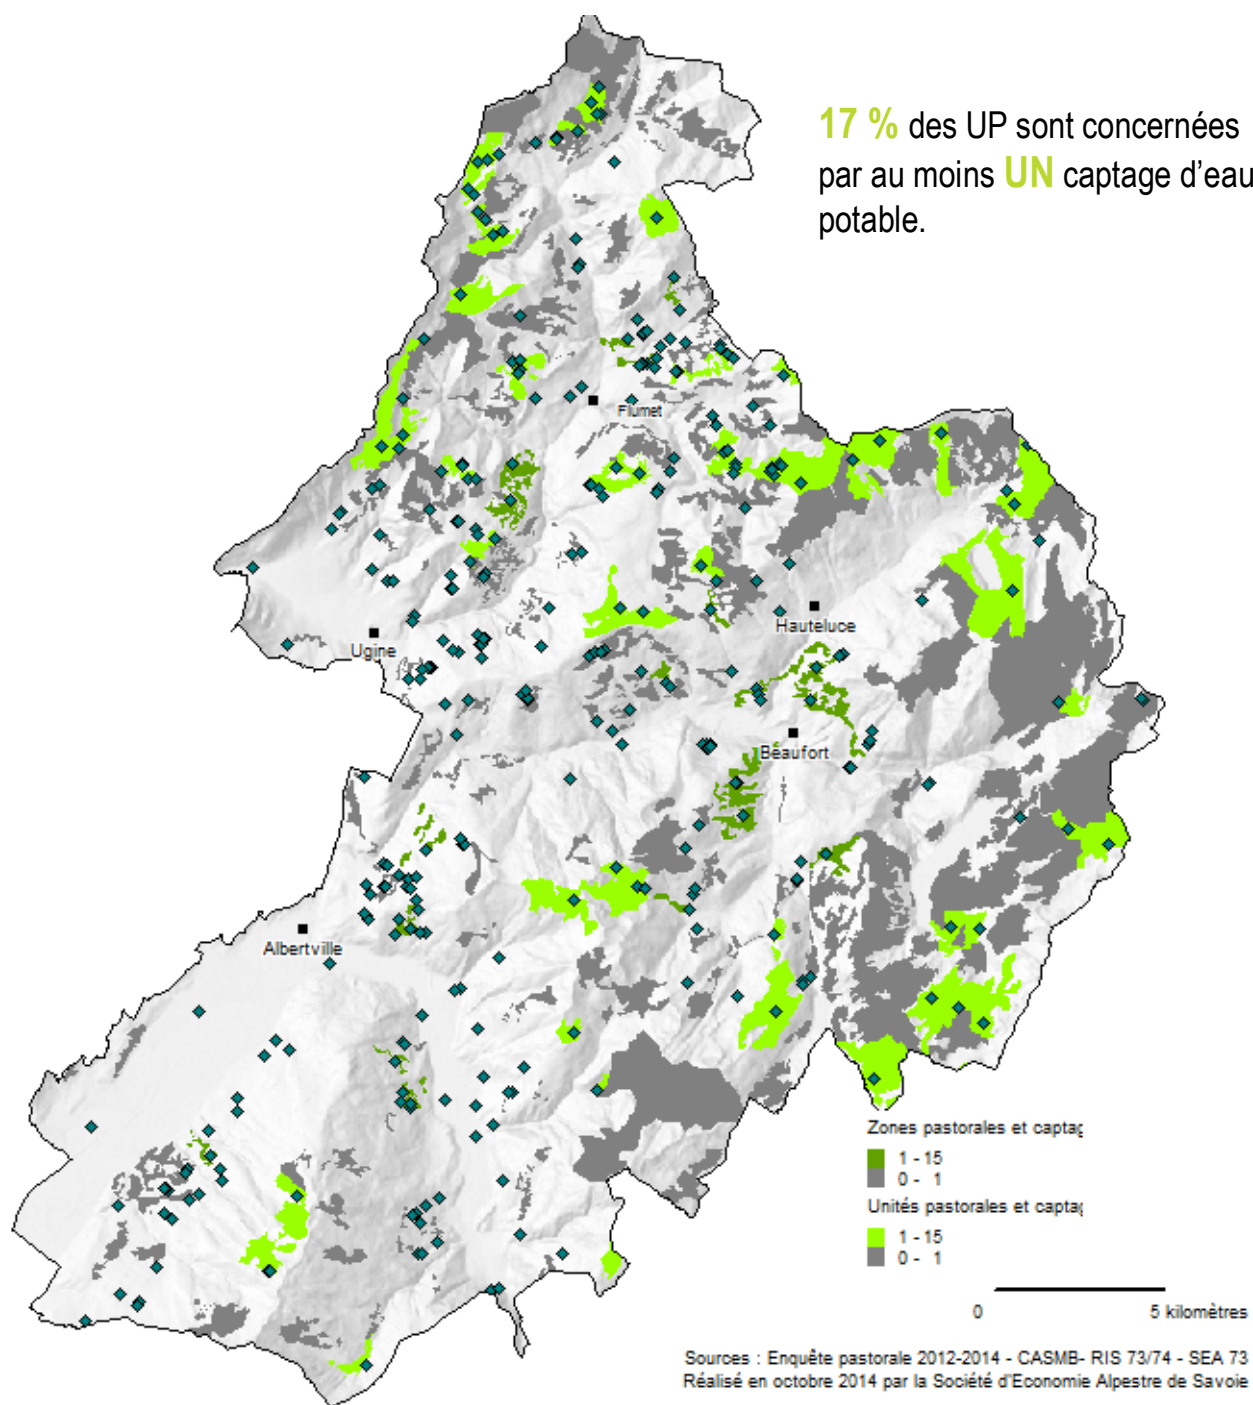 17 % des UP sont concernées
par au moins UN captage d'eau
potable.
Flumet
Hauteluce
Ugine
Beaufort
Albertville
Zones pastorales et captag
1 - 15
0 - 1
Unités pastorales et captag
1 - 15
0 - 1
0 5 kilomètres
Sources : Enquête pastorale 2012-2014 - CASMB- RIS 73/74 - SEA 73
Réalisé en octobre 2014 par la Société d'Economie Alpestre de Savoie